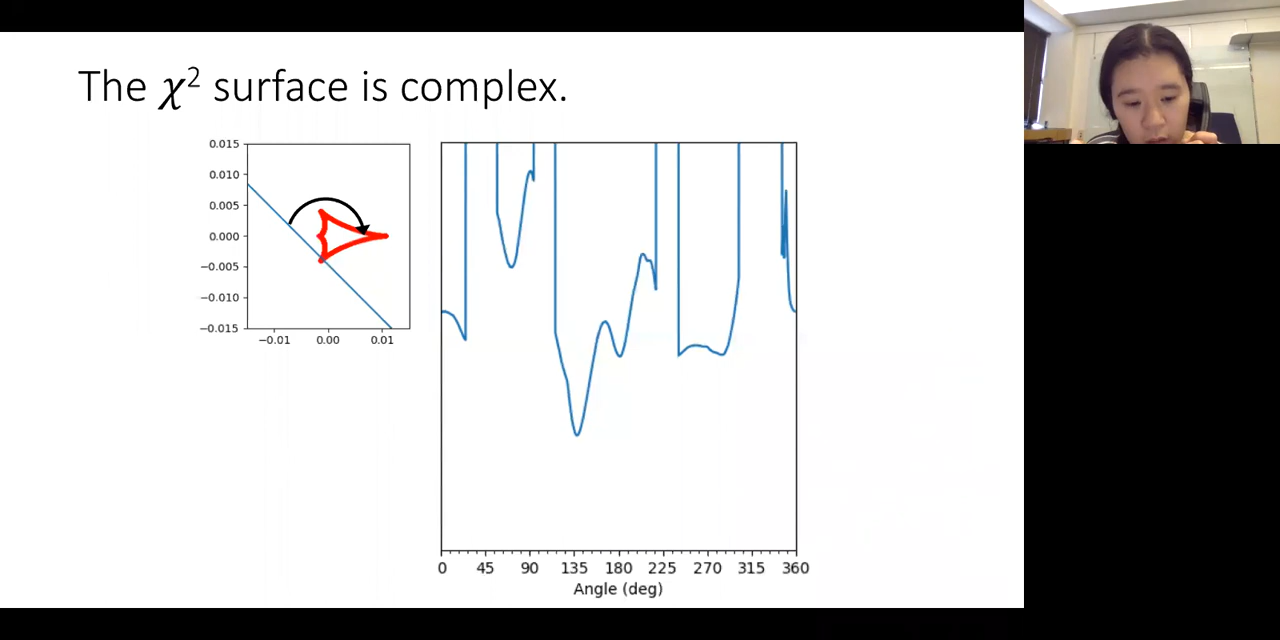 The χ² surface is complex.
0.015
0.010
0.005
0.000
−0.005
−0.010
−0.015
−0.01 0.00 0.01
0 45 90 135 180 225 270 315 360
Angle (deg)